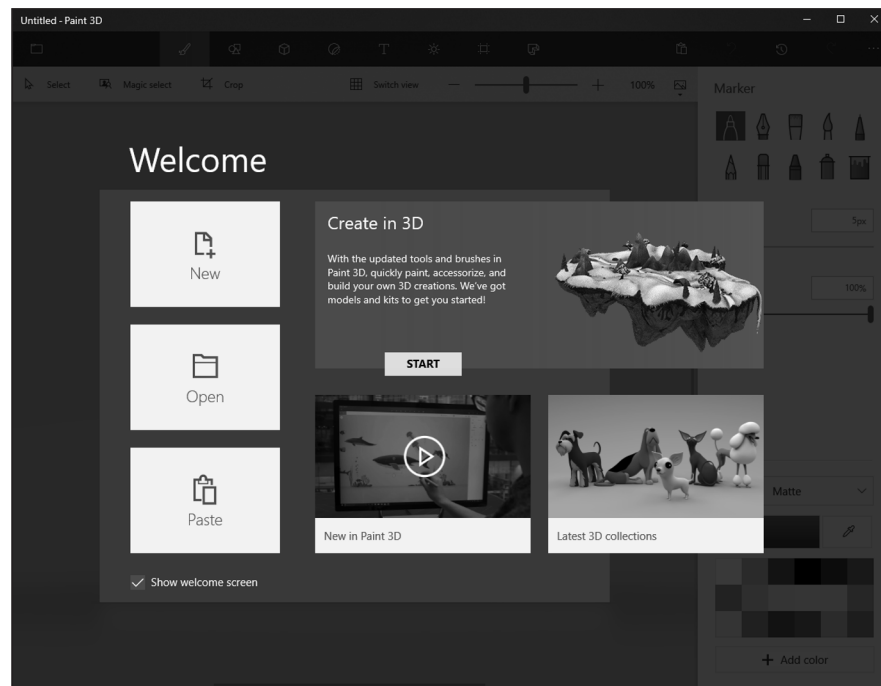 Untitled - Paint 3D
Select
Magic select
Crop
Switch view
100%
Marker
Welcome
5px
100%
New
Create in 3D
With the updated tools and brushes in
Paint 3D, quickly paint, accessorize, and
build your own 3D creations. We've got
models and kits to get you started!
START
Open
Paste
New in Paint 3D
Latest 3D collections
Matte
Show welcome screen
Add color